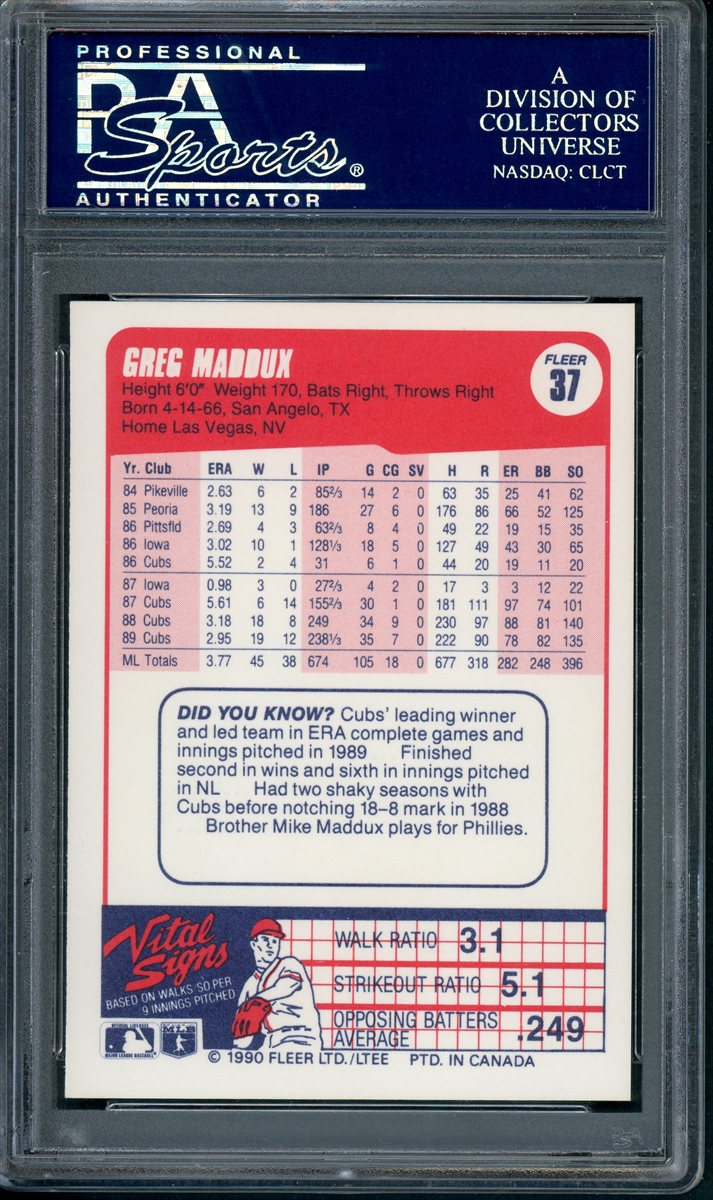 PROFESSIONAL
PSA
Sports®
AUTHENTICATOR
A
DIVISION OF
COLLECTORS
UNIVERSE
NASDAQ: CLCT
GREG MADDUX
Height 6'0" Weight 170, Bats Right, Throws Right
Born 4-14-66, San Angelo, TX
Home Las Vegas, NV
FLEER
37
Yr. Club ERA W L IP G CG SV H R ER BB SO
84 Pikeville 2.63 6 2 85⅔ 14 2 0 63 35 25 41 62
85 Peoria 3.19 13 9 186 27 6 0 176 86 66 52 125
86 Pittsfld 2.69 4 3 63⅔ 8 4 0 49 22 19 15 35
86 Iowa 3.02 10 1 128⅓ 18 5 0 127 49 43 30 65
86 Cubs 5.52 2 4 31 6 1 0 44 20 19 11 20
87 Iowa 0.98 3 0 27⅔ 4 2 0 17 3 3 12 22
87 Cubs 5.61 6 14 155⅔ 30 1 0 181 111 97 74 101
88 Cubs 3.18 18 8 249 34 9 0 230 97 88 81 140
89 Cubs 2.95 19 12 238⅓ 35 7 0 222 90 78 82 135
ML Totals 3.77 45 38 674 105 18 0 677 318 282 248 396
DID YOU KNOW? Cubs' leading winner
and led team in ERA complete games and
innings pitched in 1989 Finished
second in wins and sixth in innings pitched
in NL Had two shaky seasons with
Cubs before notching 18-8 mark in 1988
Brother Mike Maddux plays for Phillies.
Vital
Signs
BASED ON WALKS/SO PER
9 INNINGS PITCHED
WALK RATIO 3.1
STRIKEOUT RATIO 5.1
OPPOSING BATTERS
AVERAGE .249
OFFICIAL LICENSEE
MAJOR LEAGUE BASEBALL
© 1990 FLEER LTD./LTEE PTD. IN CANADA
PSA